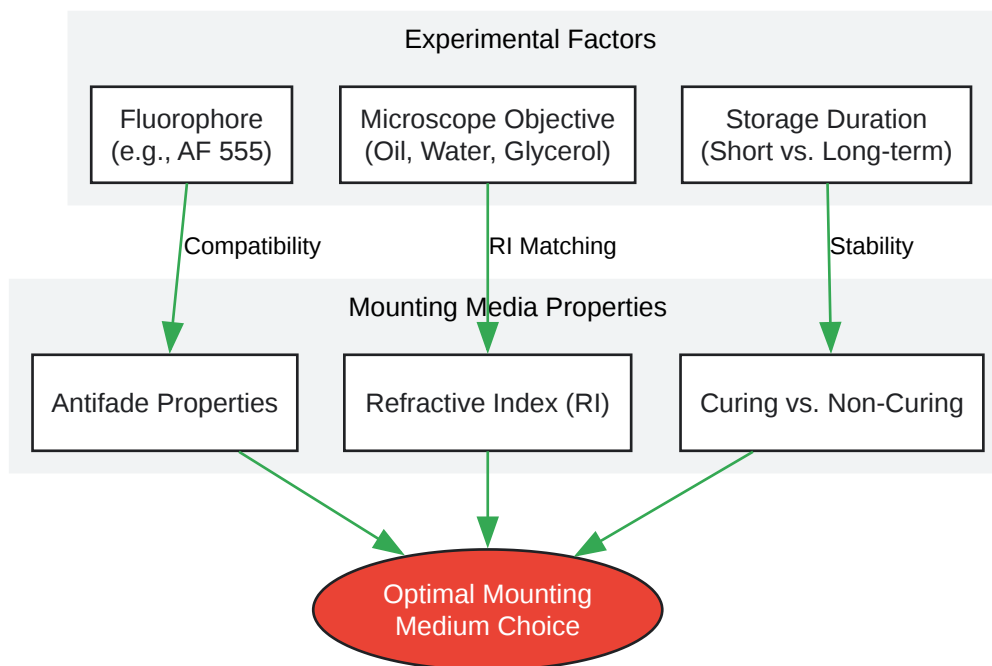 Experimental Factors
Fluorophore
(e.g., AF 555)
Microscope Objective
(Oil, Water, Glycerol)
Storage Duration
(Short vs. Long-term)
Compatibility
RI Matching
Stability
Mounting Media Properties
Antifade Properties
Refractive Index (RI)
Curing vs. Non-Curing
Optimal Mounting
Medium Choice